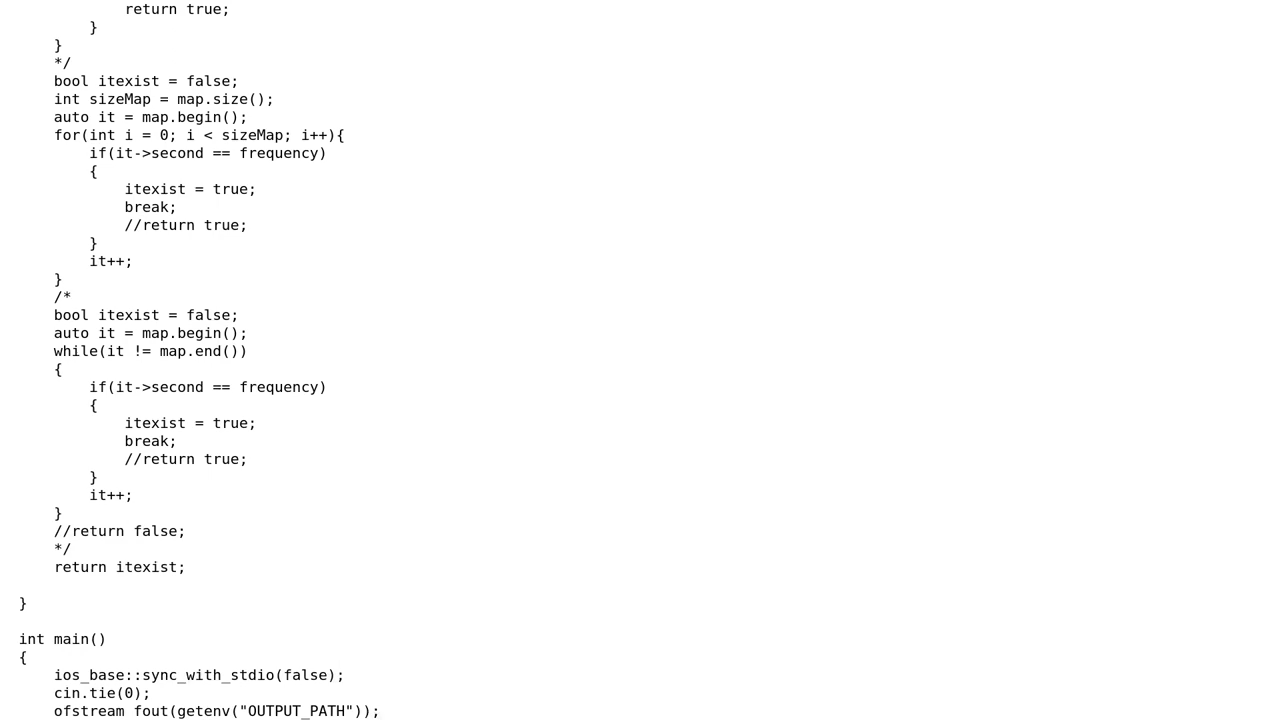 return true;
        }
    }
    */
    bool itexist = false;
    int sizeMap = map.size();
    auto it = map.begin();
    for(int i = 0; i < sizeMap; i++){
        if(it->second == frequency)
        {
            itexist = true;
            break;
            //return true;
        }
        it++;
    }
    /*
    bool itexist = false;
    auto it = map.begin();
    while(it != map.end())
    {
        if(it->second == frequency)
        {
            itexist = true;
            break;
            //return true;
        }
        it++;
    }
    //return false;
    */
    return itexist;

}

int main()
{
    ios_base::sync_with_stdio(false);
    cin.tie(0);
    ofstream fout(getenv("OUTPUT_PATH"));